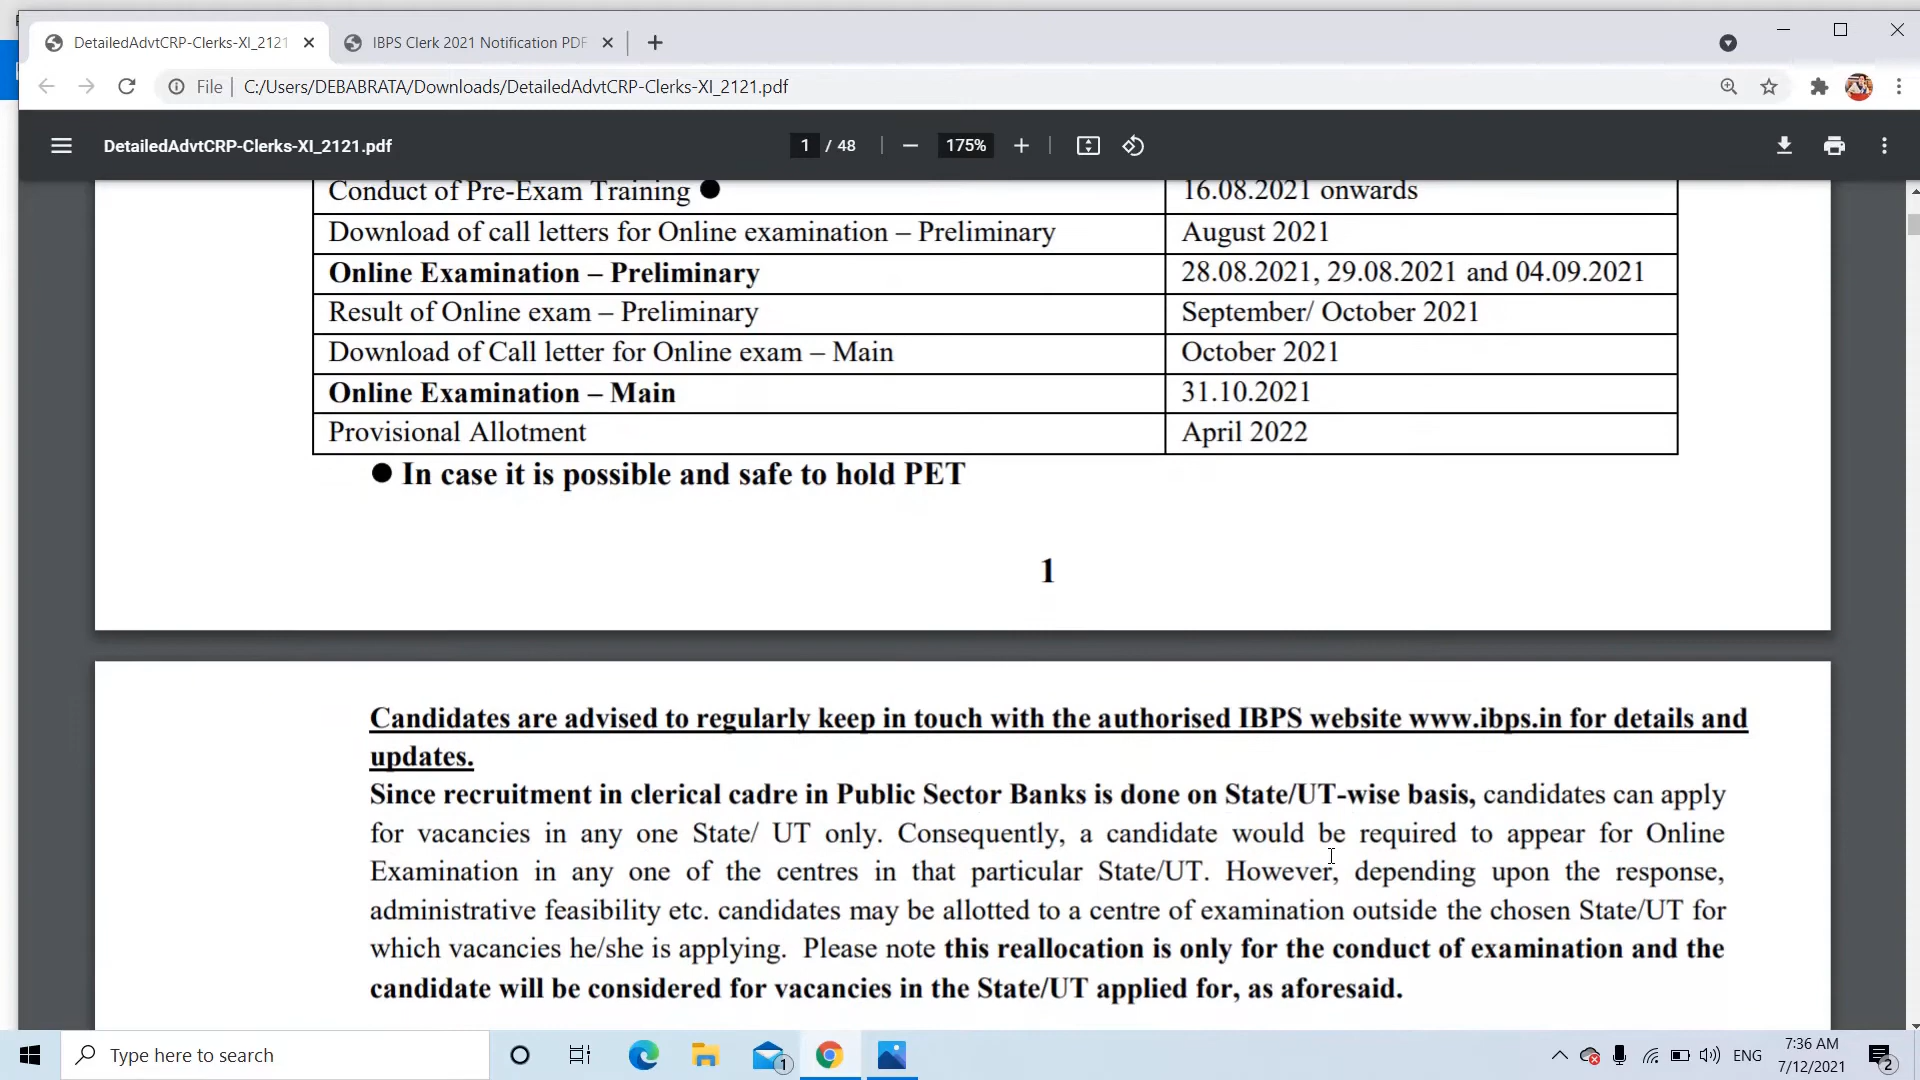 DetailedAdvtCRP-Clerks-XI_2121
IBPS Clerk 2021 Notification PDF
File
C:/Users/DEBABRATA/Downloads/DetailedAdvtCRP-Clerks-XI_2121.pdf
DetailedAdvtCRP-Clerks-XI_2121.pdf
1 / 48
175%
Conduct of Pre-Exam Training ● 16.08.2021 onwards
Download of call letters for Online examination – Preliminary August 2021
Online Examination – Preliminary 28.08.2021, 29.08.2021 and 04.09.2021
Result of Online exam – Preliminary September/ October 2021
Download of Call letter for Online exam – Main October 2021
Online Examination – Main 31.10.2021
Provisional Allotment April 2022
● In case it is possible and safe to hold PET
1
Candidates are advised to regularly keep in touch with the authorised IBPS website www.ibps.in for details and
updates.
Since recruitment in clerical cadre in Public Sector Banks is done on State/UT-wise basis, candidates can apply
for vacancies in any one State/ UT only. Consequently, a candidate would be required to appear for Online
Examination in any one of the centres in that particular State/UT. However, depending upon the response,
administrative feasibility etc. candidates may be allotted to a centre of examination outside the chosen State/UT for
which vacancies he/she is applying. Please note this reallocation is only for the conduct of examination and the
candidate will be considered for vacancies in the State/UT applied for, as aforesaid.
Type here to search
1
ENG
7:36 AM
7/12/2021
2